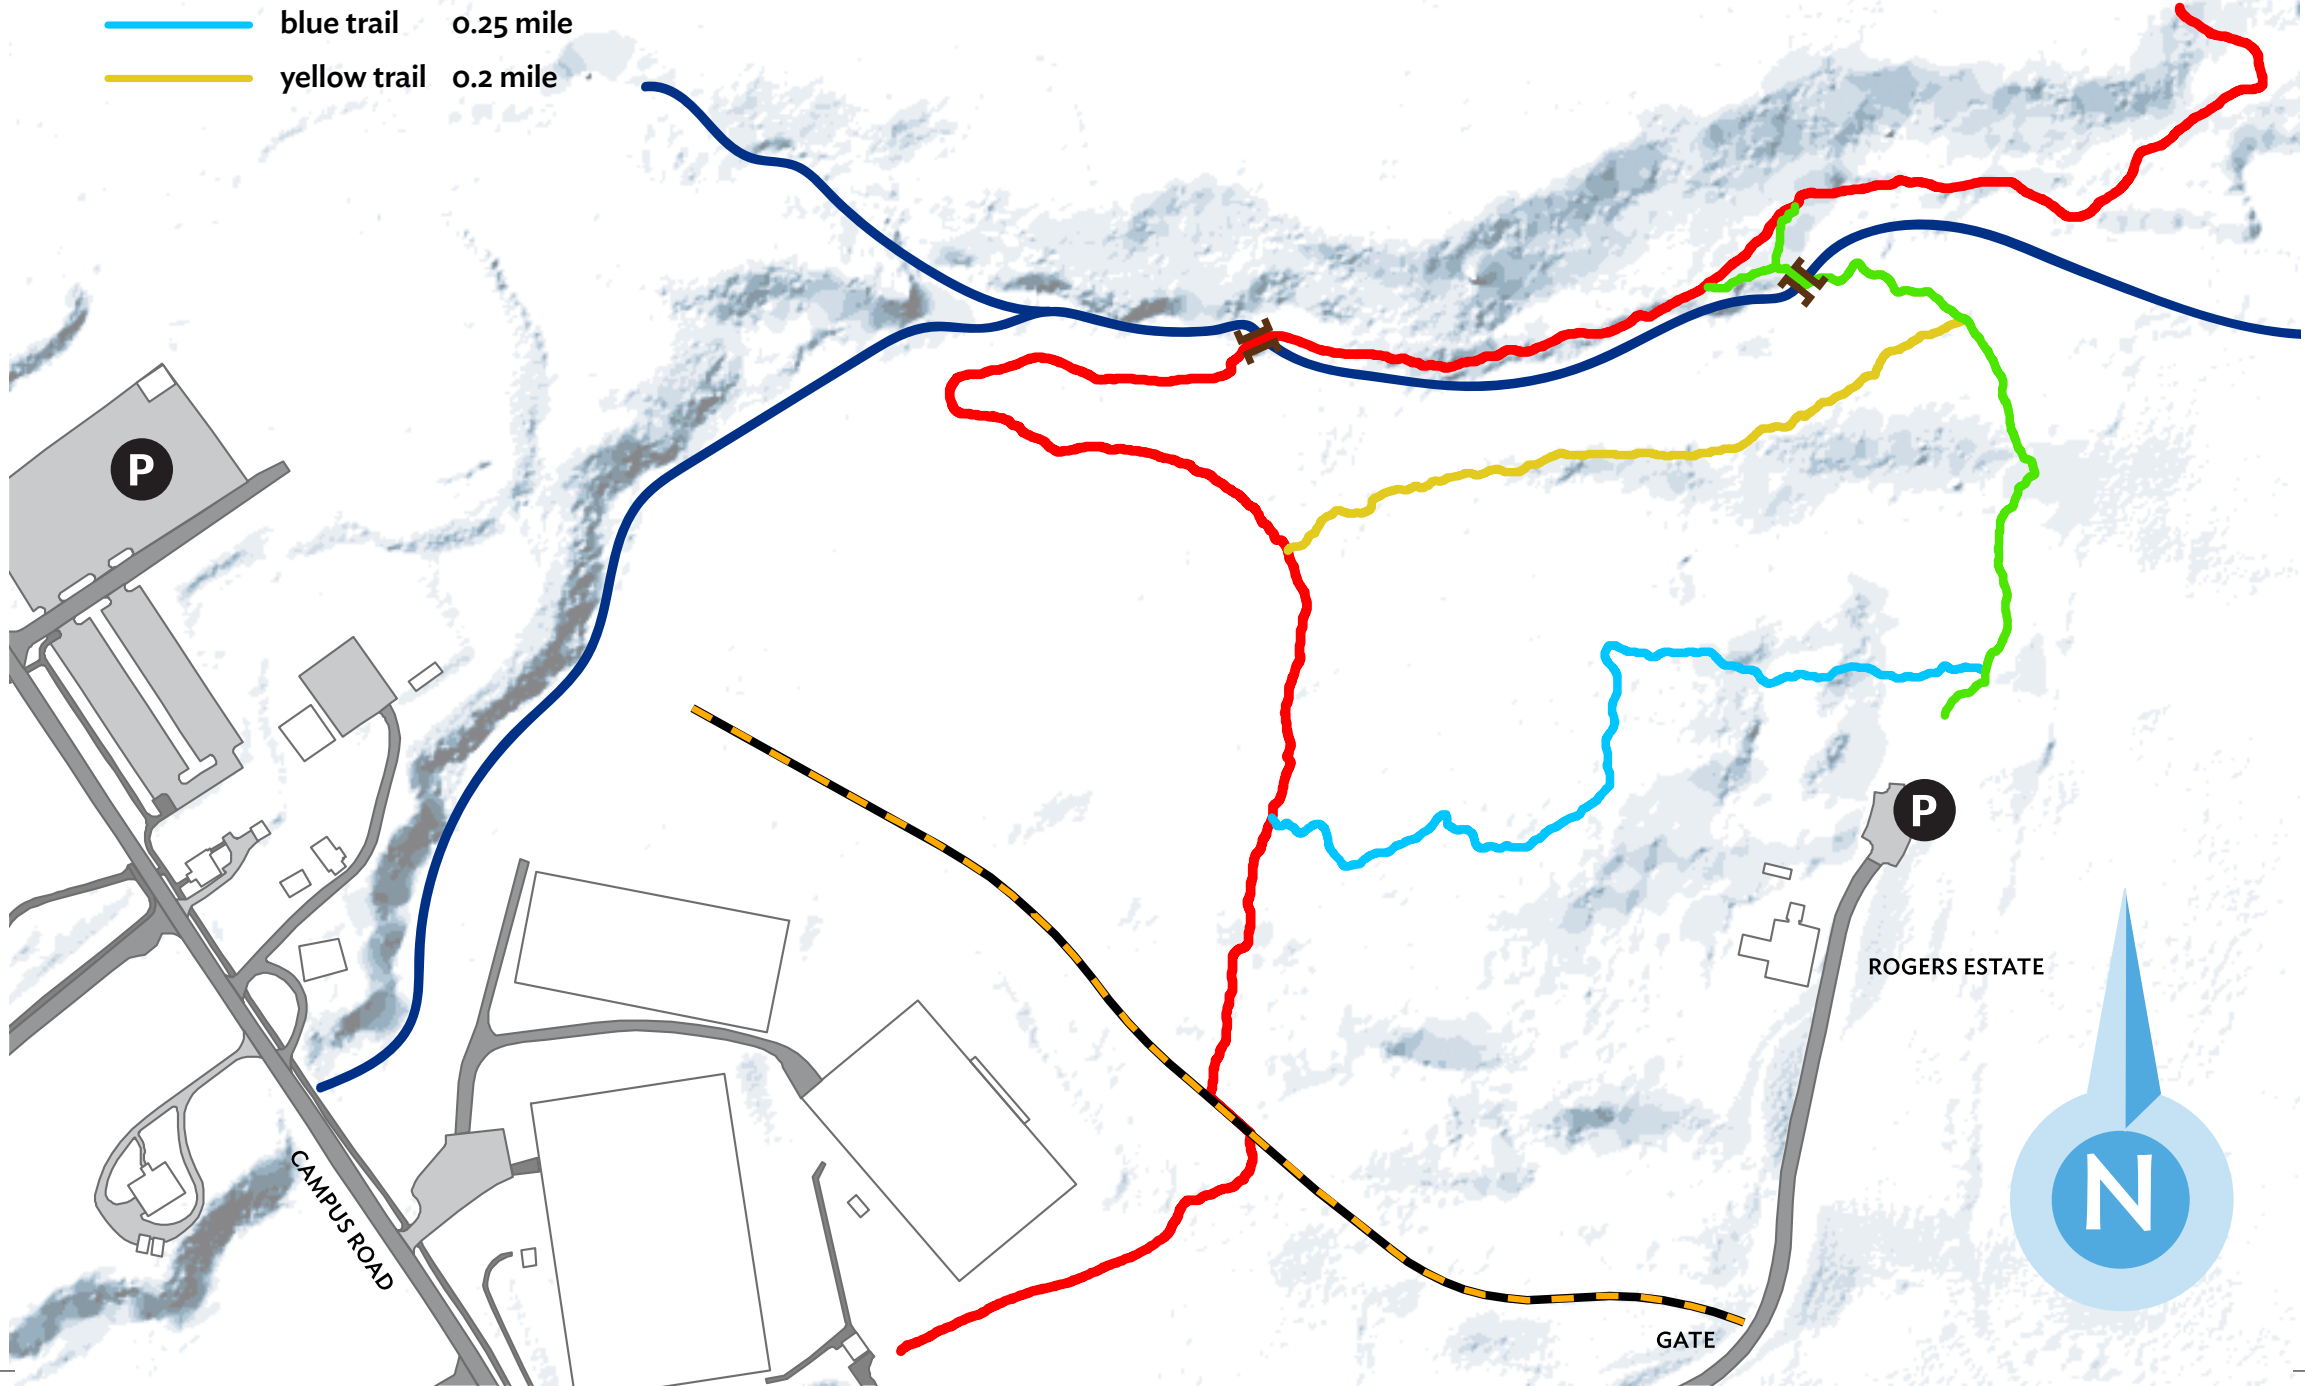 blue trail 0.25 mile
yellow trail 0.2 mile
P
P
ROGERS ESTATE
N
CAMPUS ROAD
GATE